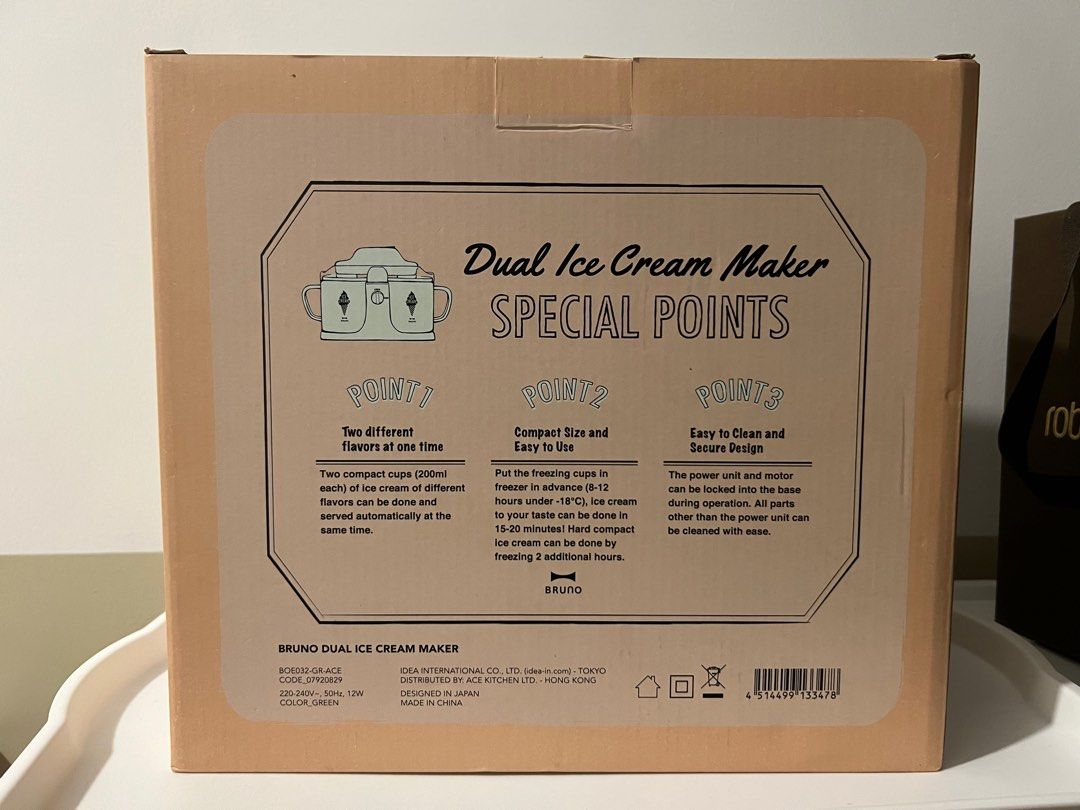 Dual Ice Cream Maker
SPECIAL POINTS
POINT 1
Two different
flavors at one time
Two compact cups (200ml
each) of ice cream of different
flavors can be done and
served automatically at the
same time.
POINT 2
Compact Size and
Easy to Use
Put the freezing cups in
freezer in advance (8-12
hours under -18°C), ice cream
to your taste can be done in
15-20 minutes! Hard compact
ice cream can be done by
freezing 2 additional hours.
POINT 3
Easy to Clean and
Secure Design
The power unit and motor
can be locked into the base
during operation. All parts
other than the power unit can
be cleaned with ease.
BRUNO
BRUNO DUAL ICE CREAM MAKER
BOE032-GR-ACE
CODE_07920829
220-240V~, 50Hz, 12W
COLOR_GREEN
IDEA INTERNATIONAL CO., LTD. (idea-in.com) - TOKYO
DISTRIBUTED BY: ACE KITCHEN LTD. - HONG KONG
DESIGNED IN JAPAN
MADE IN CHINA
4 514499 133478
rob